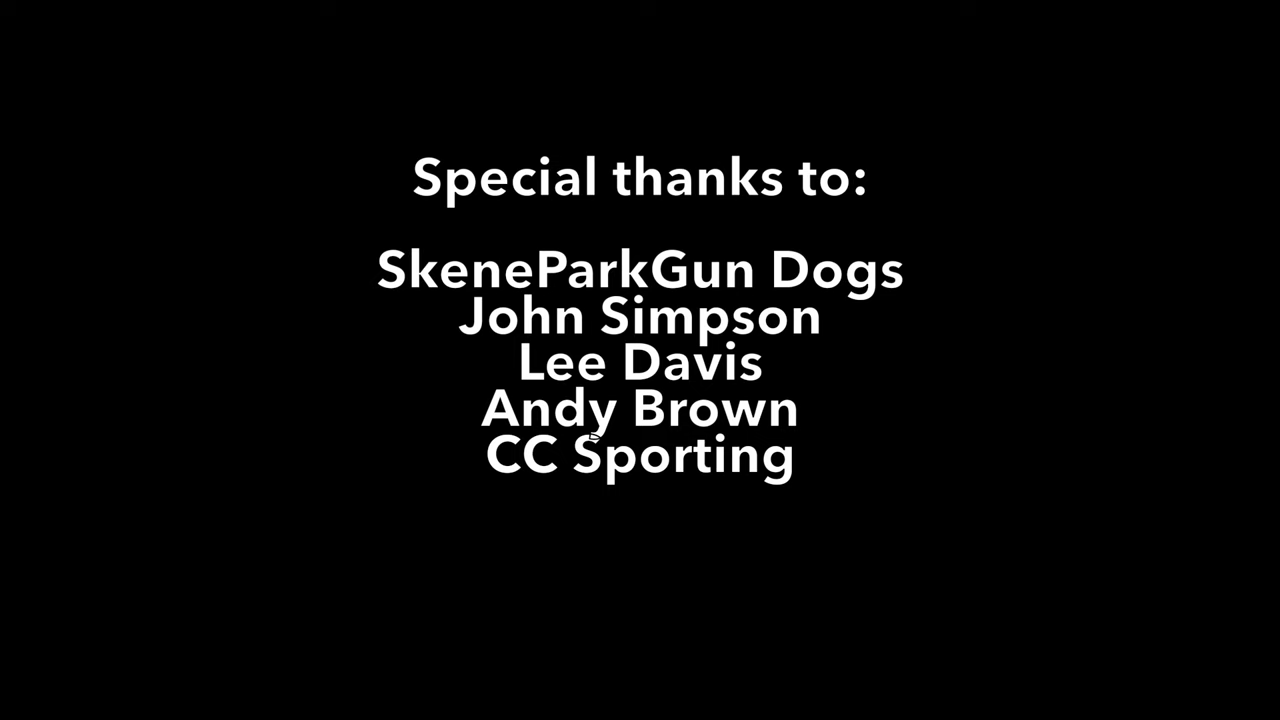 Special thanks to:
SkeneParkGun Dogs
John Simpson
Lee Davis
Andy Brown
CC Sporting